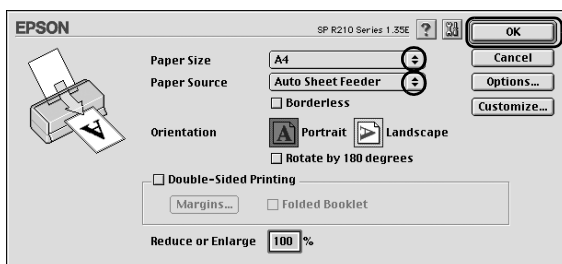 EPSON
SP R210 Series 1.35E ?
OK
Paper Size A4
Cancel
Paper Source Auto Sheet Feeder
Options...
Borderless
Customize...
Orientation A Portrait A Landscape
Rotate by 180 degrees
Double-Sided Printing
Margins... Folded Booklet
Reduce or Enlarge 100 %
A